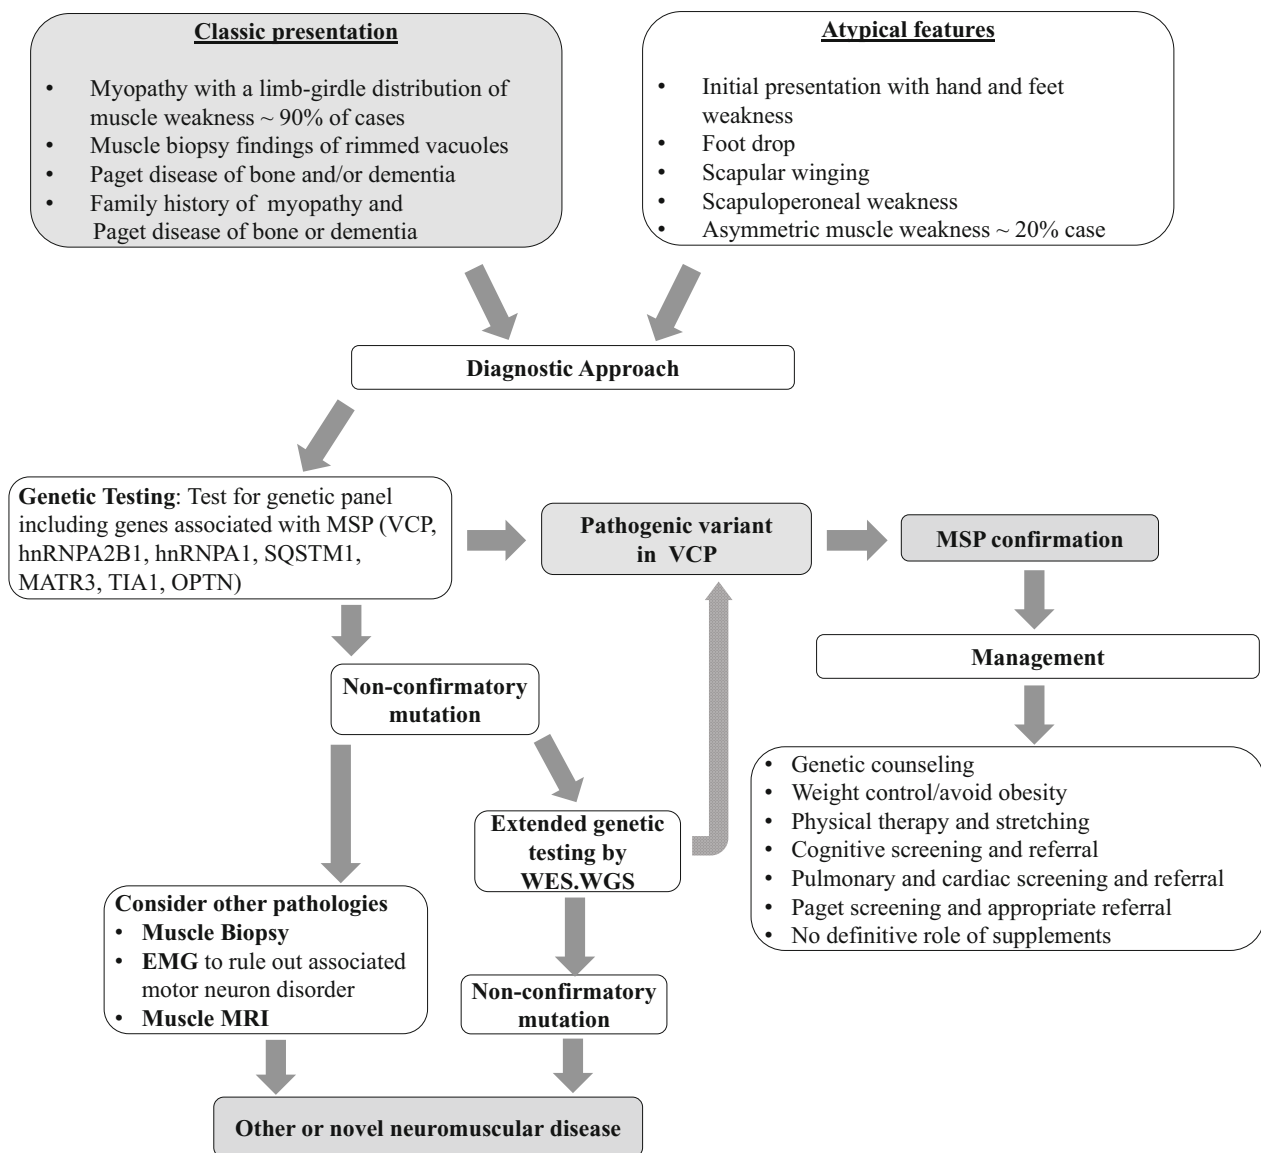 Classic presentation
• Myopathy with a limb-girdle distribution of
muscle weakness ~ 90% of cases
• Muscle biopsy findings of rimmed vacuoles
• Paget disease of bone and/or dementia
• Family history of myopathy and
Paget disease of bone or dementia
Atypical features
• Initial presentation with hand and feet
weakness
• Foot drop
• Scapular winging
• Scapuloperoneal weakness
• Asymmetric muscle weakness ~ 20% case
Diagnostic Approach
Genetic Testing: Test for genetic panel
including genes associated with MSP (VCP,
hnRNPA2B1, hnRNPA1, SQSTM1,
MATR3, TIA1, OPTN)
Pathogenic variant
in VCP
MSP confirmation
Management
• Genetic counseling
• Weight control/avoid obesity
• Physical therapy and stretching
• Cognitive screening and referral
• Pulmonary and cardiac screening and referral
• Paget screening and appropriate referral
• No definitive role of supplements
Non-confirmatory
mutation
Extended genetic
testing by
WES.WGS
Consider other pathologies
• Muscle Biopsy
• EMG to rule out associated
motor neuron disorder
• Muscle MRI
Non-confirmatory
mutation
Other or novel neuromuscular disease